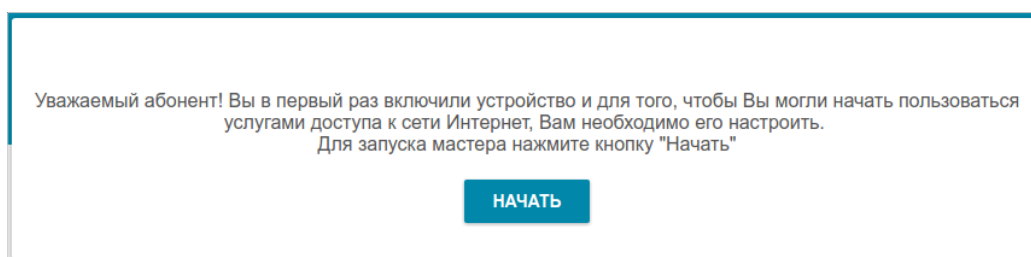 Уважаемый абонент! Вы в первый раз включили устройство и для того, чтобы Вы могли начать пользоваться
услугами доступа к сети Интернет, Вам необходимо его настроить.
Для запуска мастера нажмите кнопку "Начать"
НАЧАТЬ